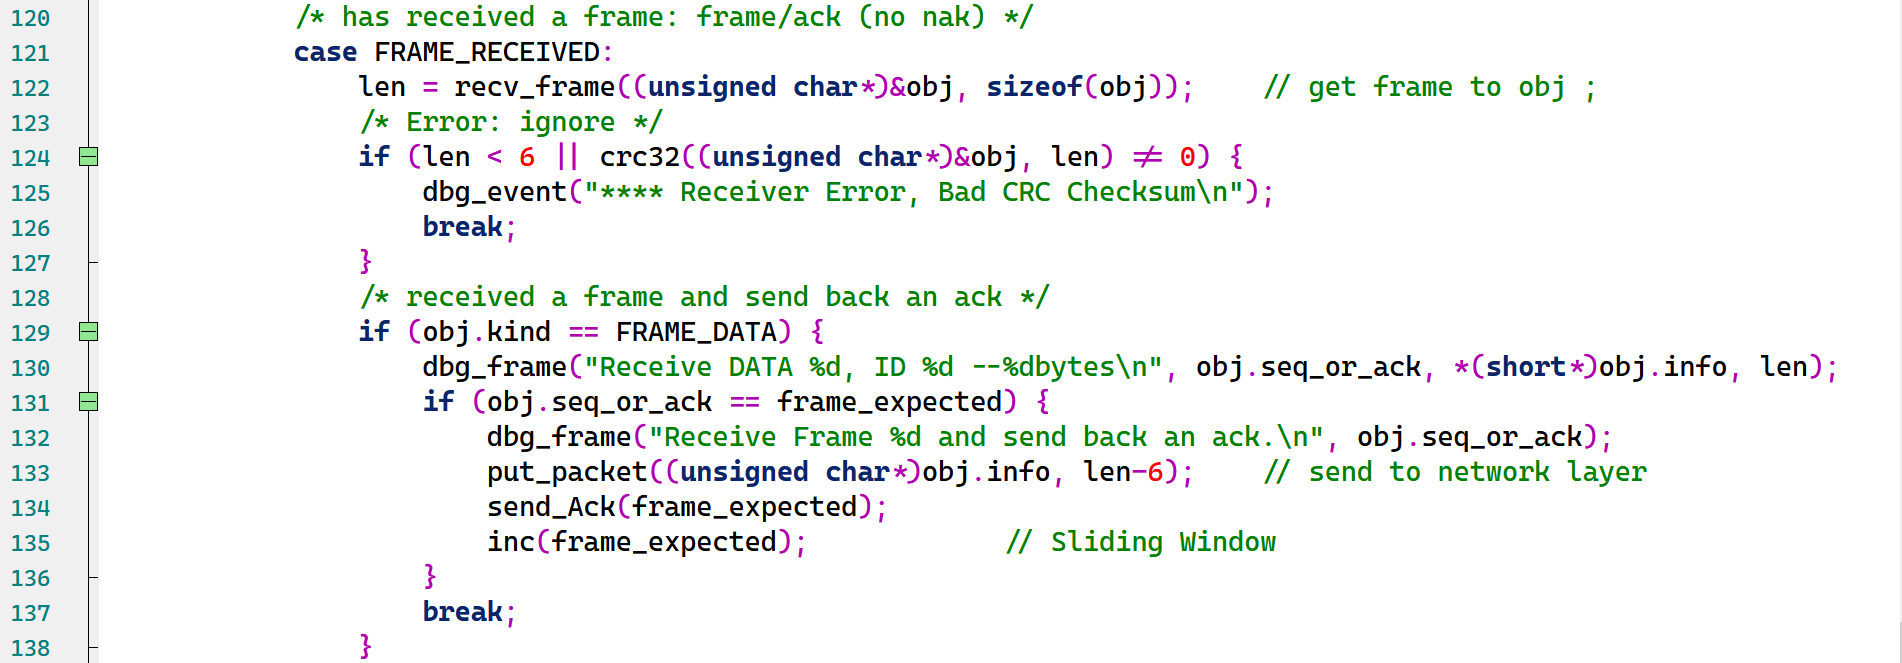 120 /* has received a frame: frame/ack (no nak) */
121 case FRAME_RECEIVED:
122 len = recv_frame((unsigned char*)&obj, sizeof(obj)); // get frame to obj ;
123 /* Error: ignore */
124 if (len < 6 || crc32((unsigned char*)&obj, len) != 0) {
125 dbg_event("**** Receiver Error, Bad CRC Checksum\n");
126 break;
127 }
128 /* received a frame and send back an ack */
129 if (obj.kind == FRAME_DATA) {
130 dbg_frame("Receive DATA %d, ID %d --%dbytes\n", obj.seq_or_ack, *(short*)obj.info, len);
131 if (obj.seq_or_ack == frame_expected) {
132 dbg_frame("Receive Frame %d and send back an ack.\n", obj.seq_or_ack);
133 put_packet((unsigned char*)obj.info, len-6); // send to network layer
134 send_Ack(frame_expected);
135 inc(frame_expected); // Sliding Window
136 }
137 break;
138 }